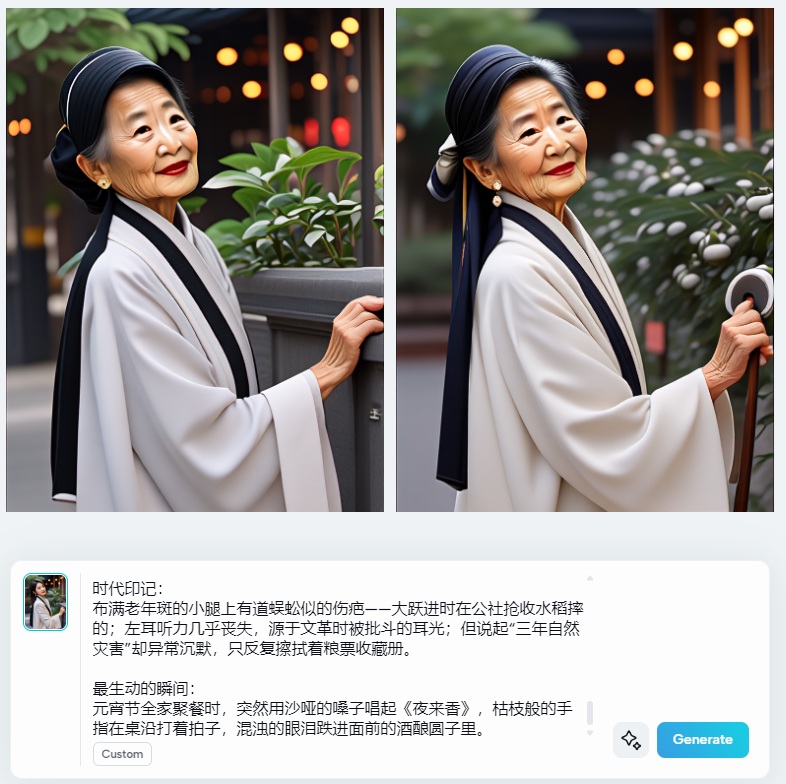 时代印记：
布满老年斑的小腿上有道蜈蚣似的伤疤——大跃进时在公社抢收水稻摔
的；左耳听力几乎丧失，源于文革时被批斗的耳光；但说起“三年自然
灾害”却异常沉默，只反复擦拭着粮票收藏册。
最生动的瞬间：
元宵节全家聚餐时，突然用沙哑的嗓子唱起《夜来香》，枯枝般的手
指在桌沿打着拍子，混浊的眼泪跌进面前的酒酿圆子里。
Custom
Generate